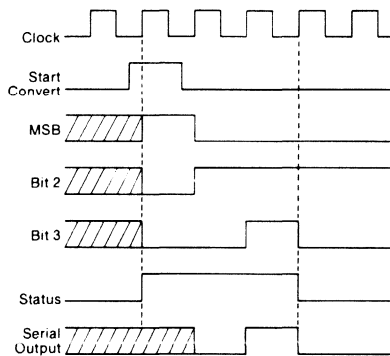 Clock
Start
Convert
MSB
Bit 2
Bit 3
Status
Serial
Output